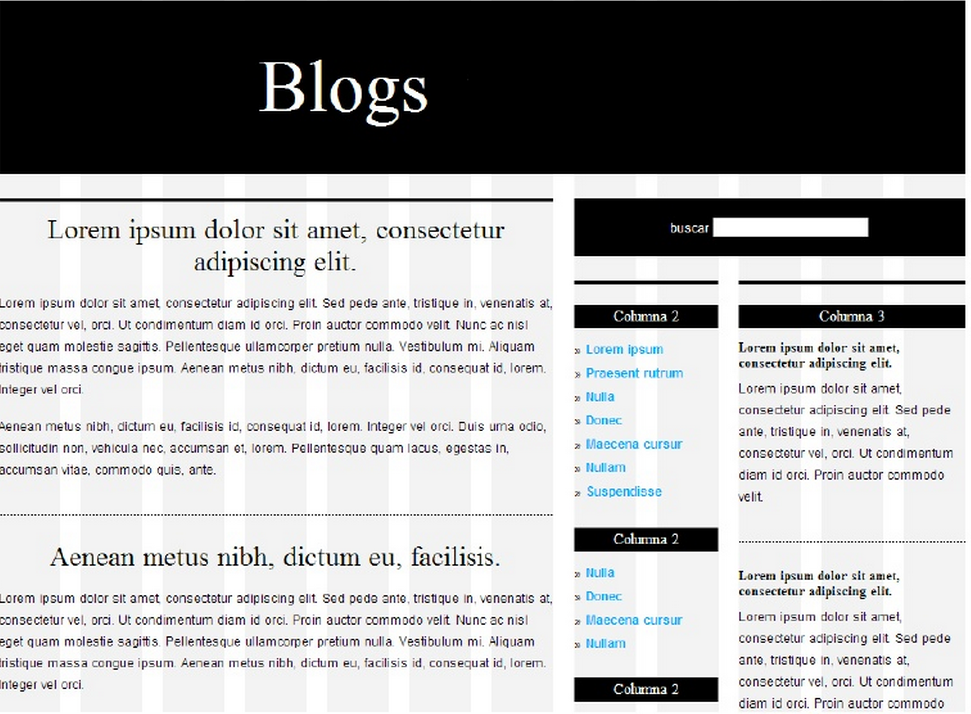 Blogs
Lorem ipsum dolor sit amet, consectetur
adipiscing elit.
Lorem ipsum dolor sit amet, consectetur adipiscing elit. Sed pede ante, tristique in, venenatis at,
consectetur vel, orci. Ut condimentum diam id orci. Proin auctor commodo velit. Nunc ac nisl
eget quam molestie sagittis. Pellentesque ullamcorper pretium nulla. Vestibulum mi. Aliquam
tristique massa congue ipsum. Aenean metus nibh, dictum eu, facilisis id, consequat id, lorem.
Integer vel orci.
Aenean metus nibh, dictum eu, facilisis id, consequat id, lorem. Integer vel orci. Duis urna odio,
sollicitudin non, vehicula nec, accumsan et, lorem. Pellentesque quam lacus, egestas in,
accumsan vitae, commodo quis, ante.
Aenean metus nibh, dictum eu, facilisis.
Lorem ipsum dolor sit amet, consectetur adipiscing elit. Sed pede ante, tristique in, venenatis at,
consectetur vel, orci. Ut condimentum diam id orci. Proin auctor commodo velit. Nunc ac nisl
eget quam molestie sagittis. Pellentesque ullamcorper pretium nulla. Vestibulum mi. Aliquam
tristique massa congue ipsum. Aenean metus nibh, dictum eu, facilisis id, consequat id, lorem.
Integer vel orci.
buscar
Columna 2
» Lorem ipsum
» Praesent rutrum
» Nulla
» Donec
» Maecena cursur
» Nullam
» Suspendisse
Columna 2
» Nulla
» Donec
» Maecena cursur
» Nullam
Columna 2
Columna 3
Lorem ipsum dolor sit amet,
consectetur adipiscing elit.
Lorem ipsum dolor sit amet,
consectetur adipiscing elit. Sed pede
ante, tristique in, venenatis at,
consectetur vel, orci. Ut condimentum
diam id orci. Proin auctor commodo
velit.
Lorem ipsum dolor sit amet,
consectetur adipiscing elit.
Lorem ipsum dolor sit amet,
consectetur adipiscing elit. Sed pede
ante, tristique in, venenatis at,
consectetur vel, orci. Ut condimentum
diam id orci. Proin auctor commodo